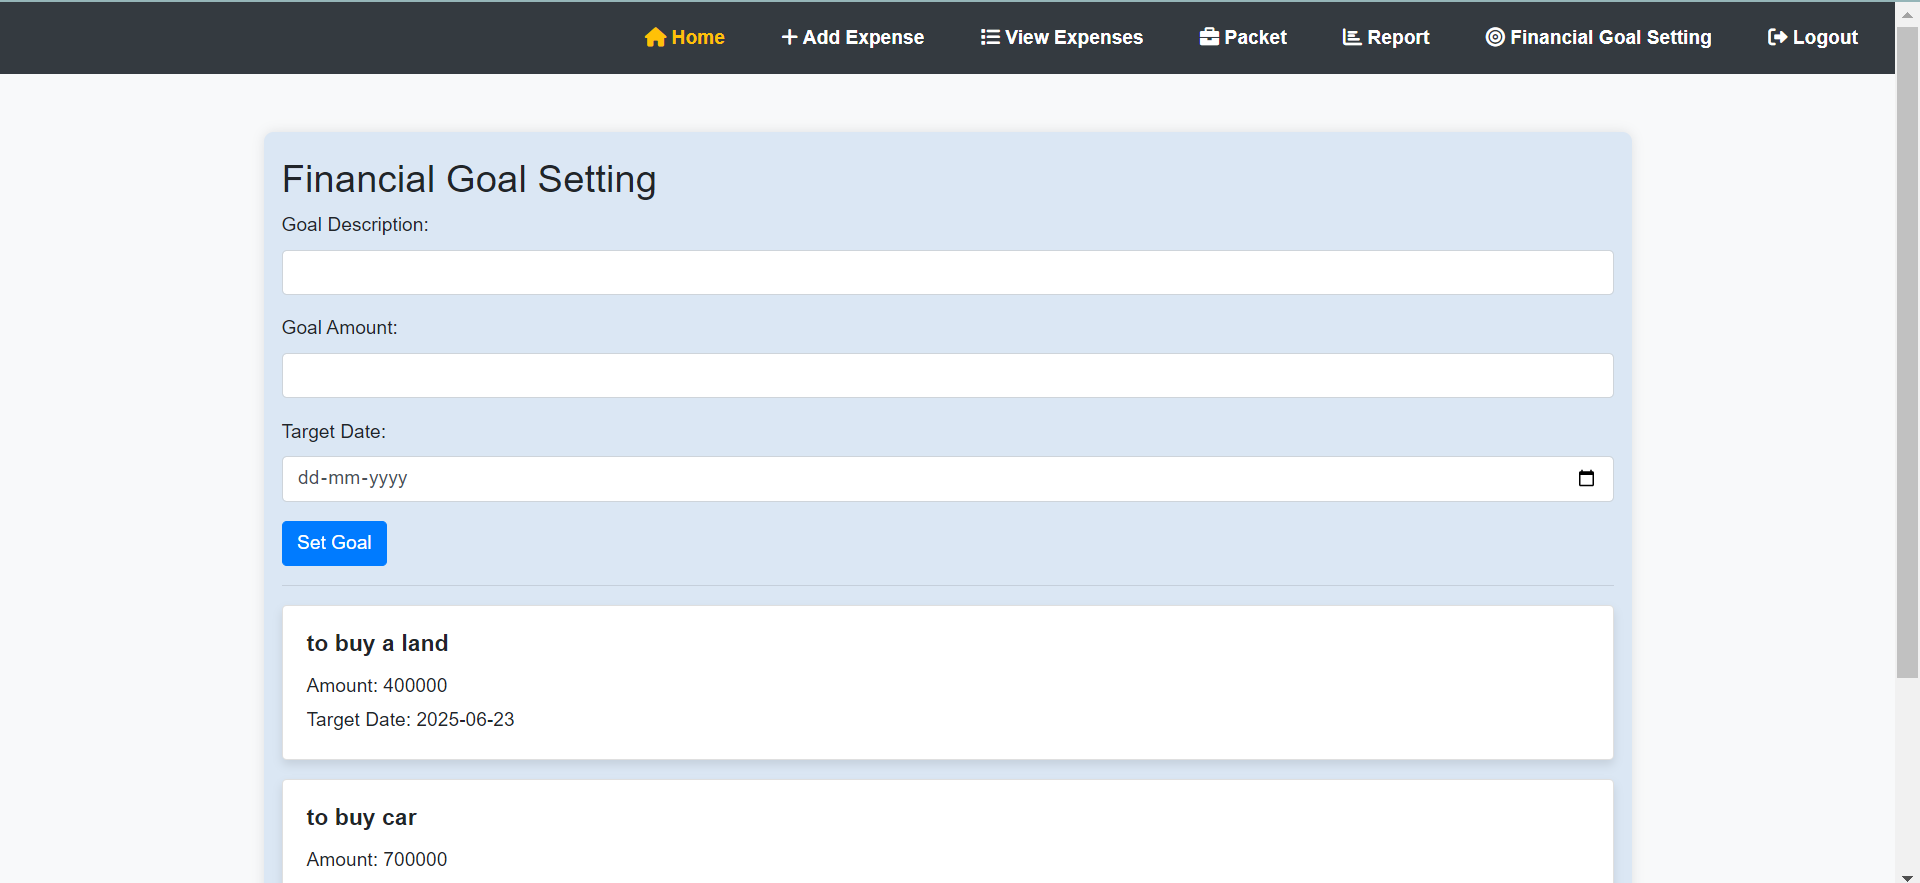 Home Add Expense View Expenses Packet Report Financial Goal Setting Logout
Financial Goal Setting
Goal Description:
Goal Amount:
Target Date:
dd-mm-yyyy
Set Goal
to buy a land
Amount: 400000
Target Date: 2025-06-23
to buy car
Amount: 700000